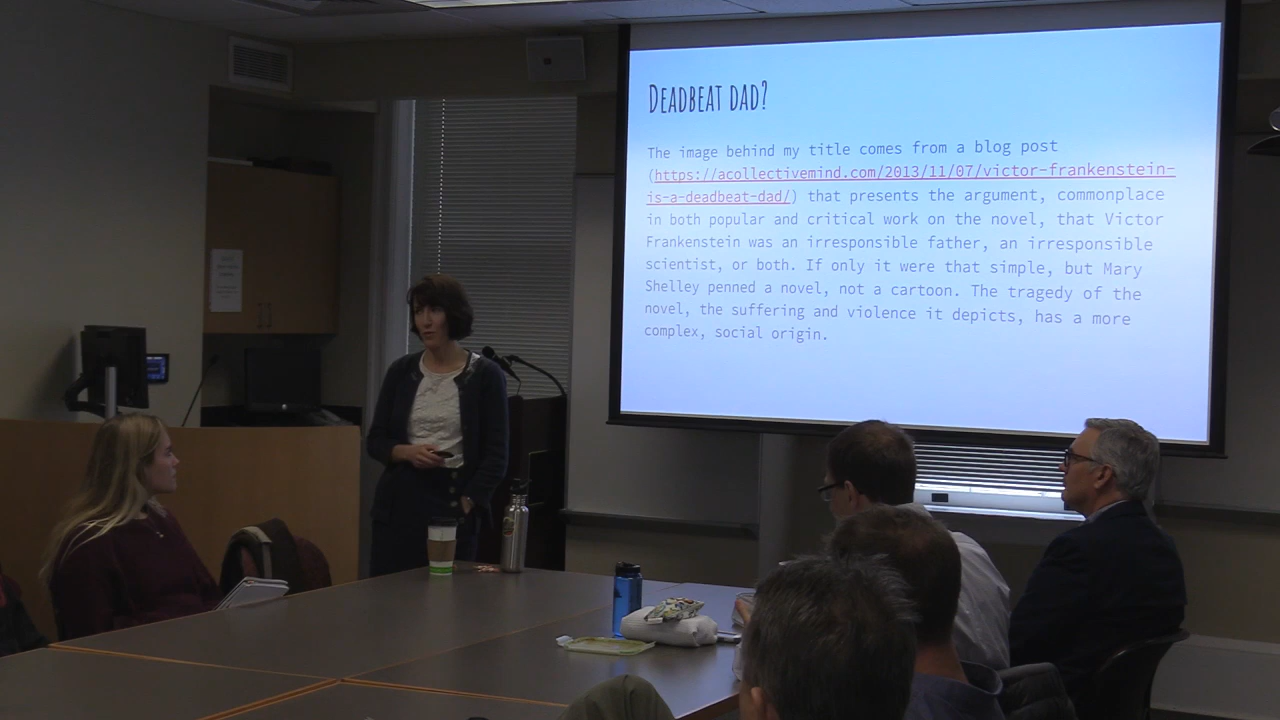 DEADBEAT DAD?
The image behind my title comes from a blog post
(https://acollectivemind.com/2013/11/07/victor-frankenstein-
is-a-deadbeat-dad/) that presents the argument, commonplace
in both popular and critical work on the novel, that Victor
Frankenstein was an irresponsible father, an irresponsible
scientist, or both. If only it were that simple, but Mary
Shelley penned a novel, not a cartoon. The tragedy of the
novel, the suffering and violence it depicts, has a more
complex, social origin.